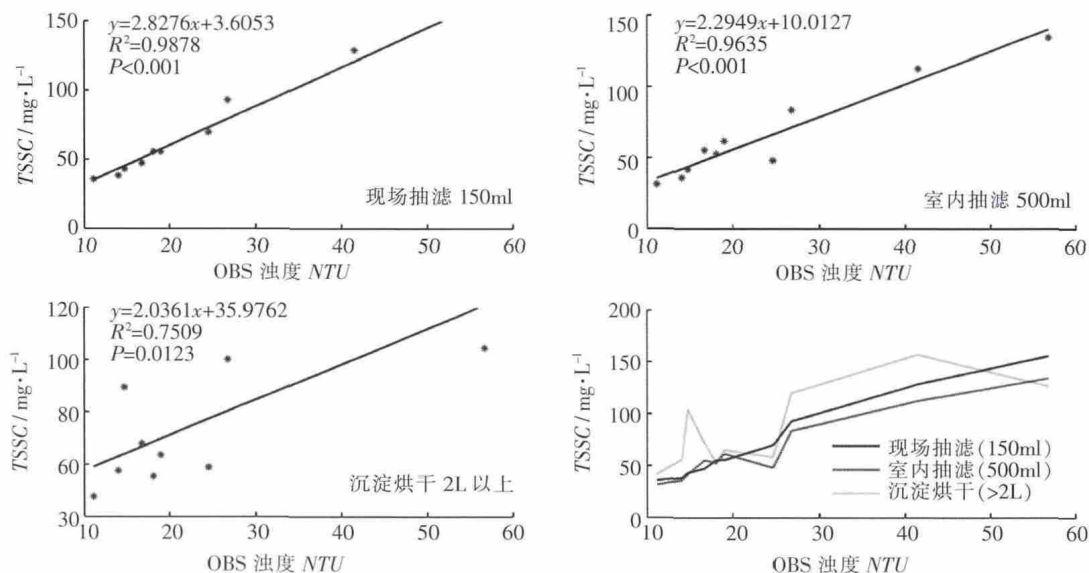 y=2.8276x+3.6053
R²=0.9878
P<0.001
TSSC/mg·L⁻¹
150
100
50
0
现场抽滤 150ml
10 20 30 40 50 60
OBS 浊度 NTU
y=2.2949x+10.0127
R²=0.9635
P<0.001
TSSC/mg·L⁻¹
150
100
50
0
室内抽滤 500ml
10 20 30 40 50 60
OBS 浊度 NTU
y=2.0361x+35.9762
R²=0.7509
P=0.0123
TSSC/mg·L⁻¹
120
100
80
60
30
沉淀烘干 2L 以上
10 20 30 40 50 60
OBS 浊度 NTU
TSSC/mg·L⁻¹
200
150
100
50
0
现场抽滤(150ml)
室内抽滤(500ml)
沉淀烘干(>2L)
10 20 30 40 50 60
OBS 浊度 NTU